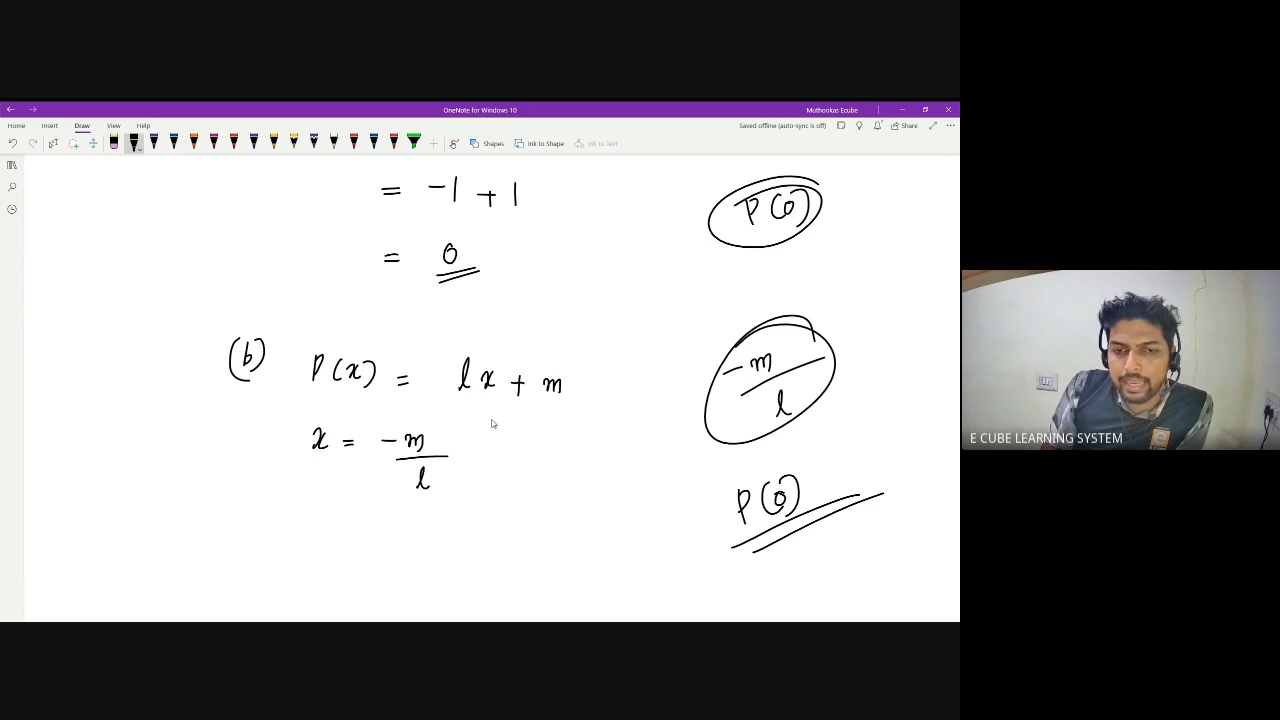 OneNote for Windows 10
Muthookas Ecube
Home Insert Draw View Help
Saved offline (auto-sync is off)
Share
Shapes
Ink to Shape
Ink to Text
= -1 + 1
P(0)
= 0
(b) P(x) = lx + m
-m/l
x = -m/l
P(0)
E CUBE LEARNING SYSTEM